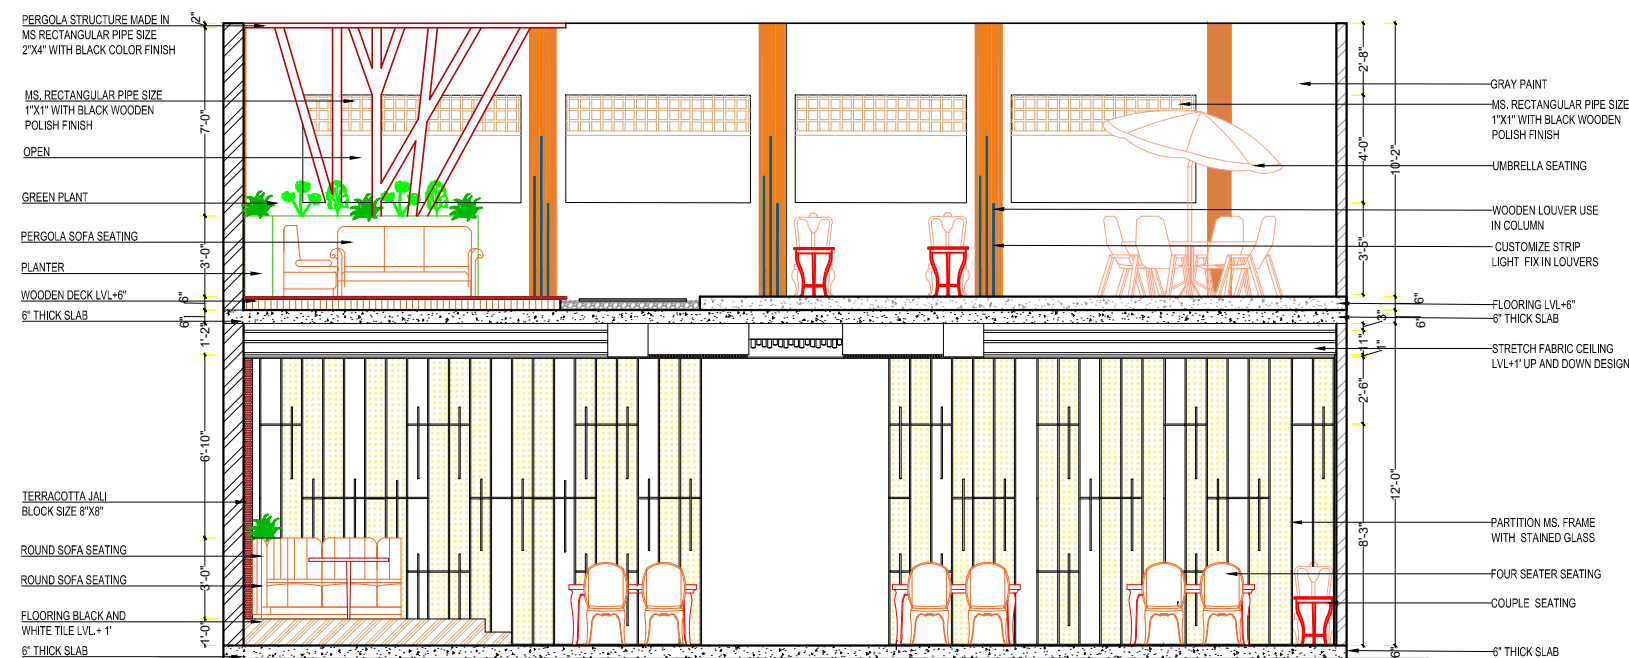 PERGOLA STRUCTURE MADE IN
MS RECTANGULAR PIPE SIZE
2"X4" WITH BLACK COLOR FINISH
MS. RECTANGULAR PIPE SIZE
1"X1" WITH BLACK WOODEN
POLISH FINISH
OPEN
GREEN PLANT
PERGOLA SOFA SEATING
PLANTER
WOODEN DECK LVL+6"
6" THICK SLAB
TERRACOTTA JALI
BLOCK SIZE 8"X8"
ROUND SOFA SEATING
ROUND SOFA SEATING
FLOORING BLACK AND
WHITE TILE LVL.+ 1'
6" THICK SLAB
2"
7'-0"
3'-0"
6"
6"
1'-2"
6'-10"
3'-0"
1'-0"
2'-8"
4'-0"
10'-2"
3'-5"
6"
6"
3"
11"
1"
2'-6"
12'-0"
8'-3"
6"
GRAY PAINT
MS. RECTANGULAR PIPE SIZE
1"X1" WITH BLACK WOODEN
POLISH FINISH
UMBRELLA SEATING
WOODEN LOUVER USE
IN COLUMN
CUSTOMIZE STRIP
LIGHT FIX IN LOUVERS
FLOORING LVL+6"
6" THICK SLAB
STRETCH FABRIC CEILING
LVL+1' UP AND DOWN DESIGN
PARTITION MS. FRAME
WITH STAINED GLASS
FOUR SEATER SEATING
COUPLE SEATING
6" THICK SLAB